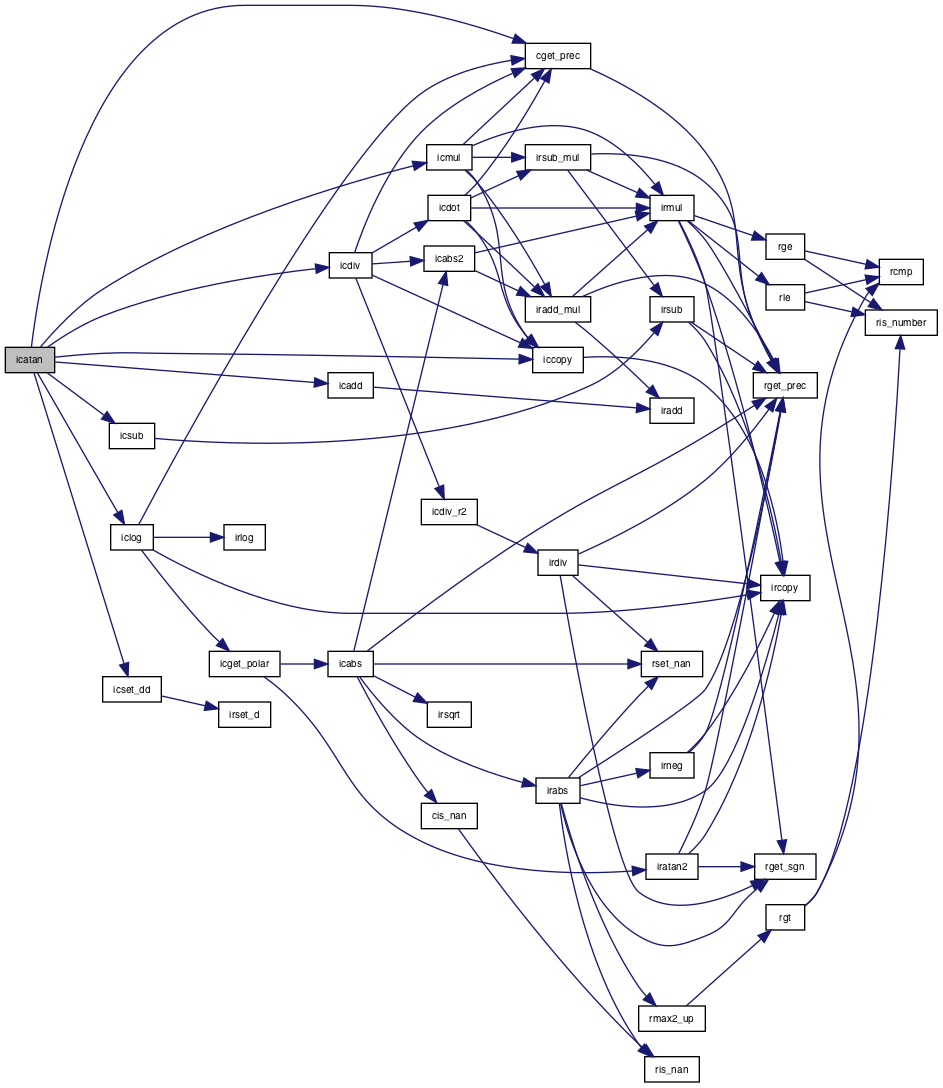 cget_prec
icmul
irsub_mul
icdot
irmul
rge
icabs2
icdiv
rcmp
rle
iradd_mul
irsub
ris_number
icatan
iccopy
icadd
rget_prec
iradd
icsub
icdiv_r2
iclog
irlog
irdiv
ircopy
icget_polar
icabs
rset_nan
icset_dd
irset_d
irsqrt
irneg
irabs
cis_nan
iratan2
rget_sgn
rgt
rmax2_up
ris_nan